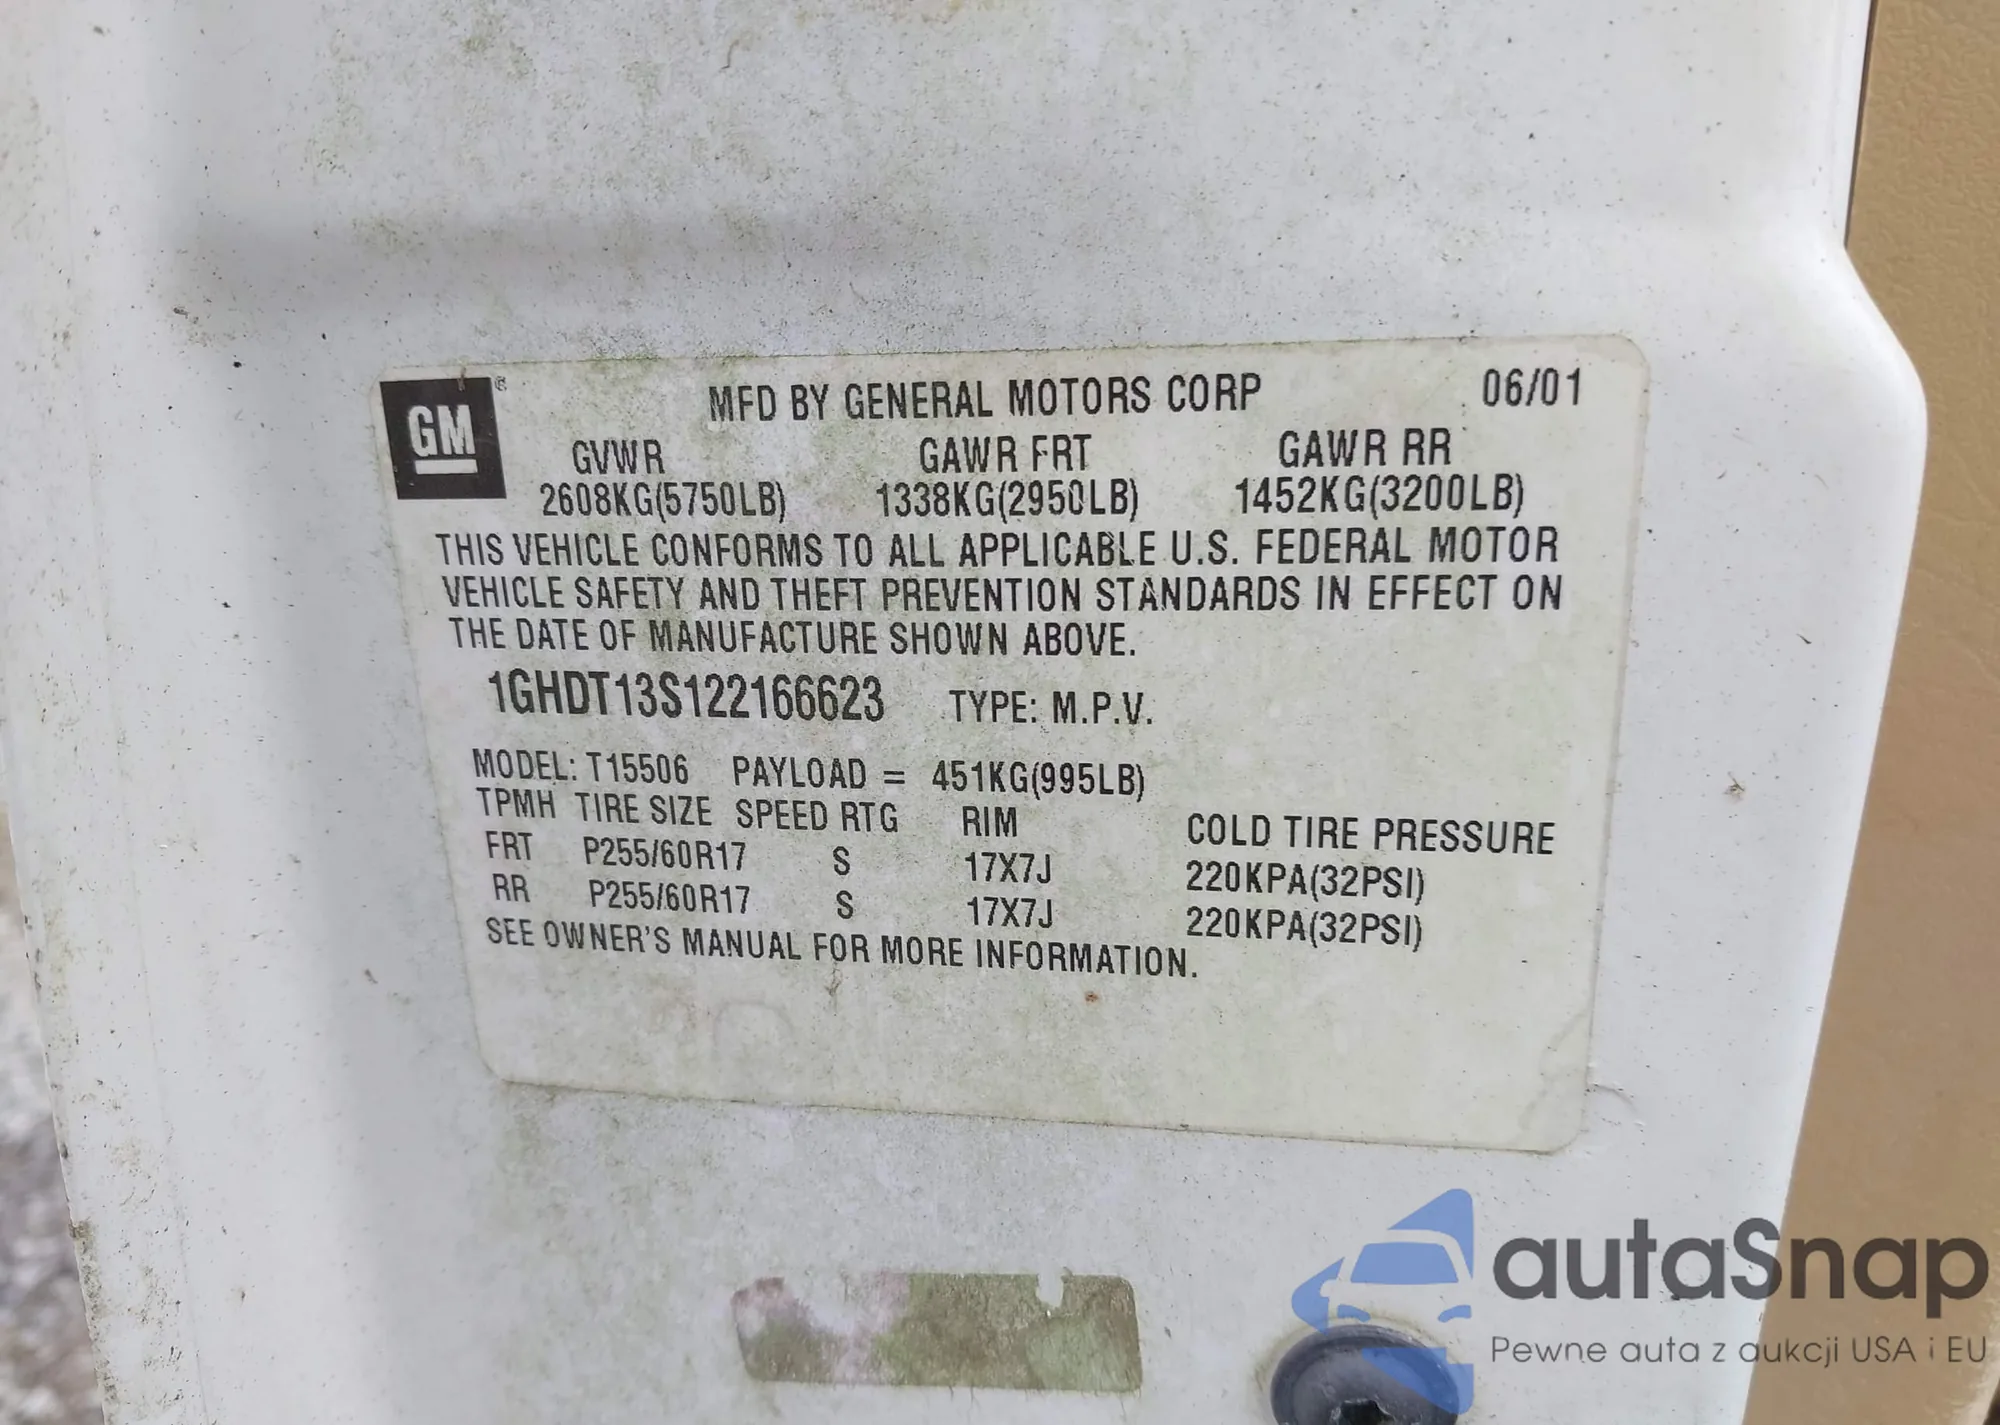 GM®
MFD BY GENERAL MOTORS CORP 06/01
GVWR GAWR FRT GAWR RR
2608KG(5750LB) 1338KG(2950LB) 1452KG(3200LB)
THIS VEHICLE CONFORMS TO ALL APPLICABLE U.S. FEDERAL MOTOR
VEHICLE SAFETY AND THEFT PREVENTION STANDARDS IN EFFECT ON
THE DATE OF MANUFACTURE SHOWN ABOVE.
1GHDT13S122166623 TYPE: M.P.V.
MODEL: T15506 PAYLOAD = 451KG(995LB)
TPMH TIRE SIZE SPEED RTG RIM COLD TIRE PRESSURE
FRT P255/60R17 S 17X7J 220KPA(32PSI)
RR P255/60R17 S 17X7J 220KPA(32PSI)
SEE OWNER'S MANUAL FOR MORE INFORMATION.
autaSnap
Pewne auta z aukcji USA i EU